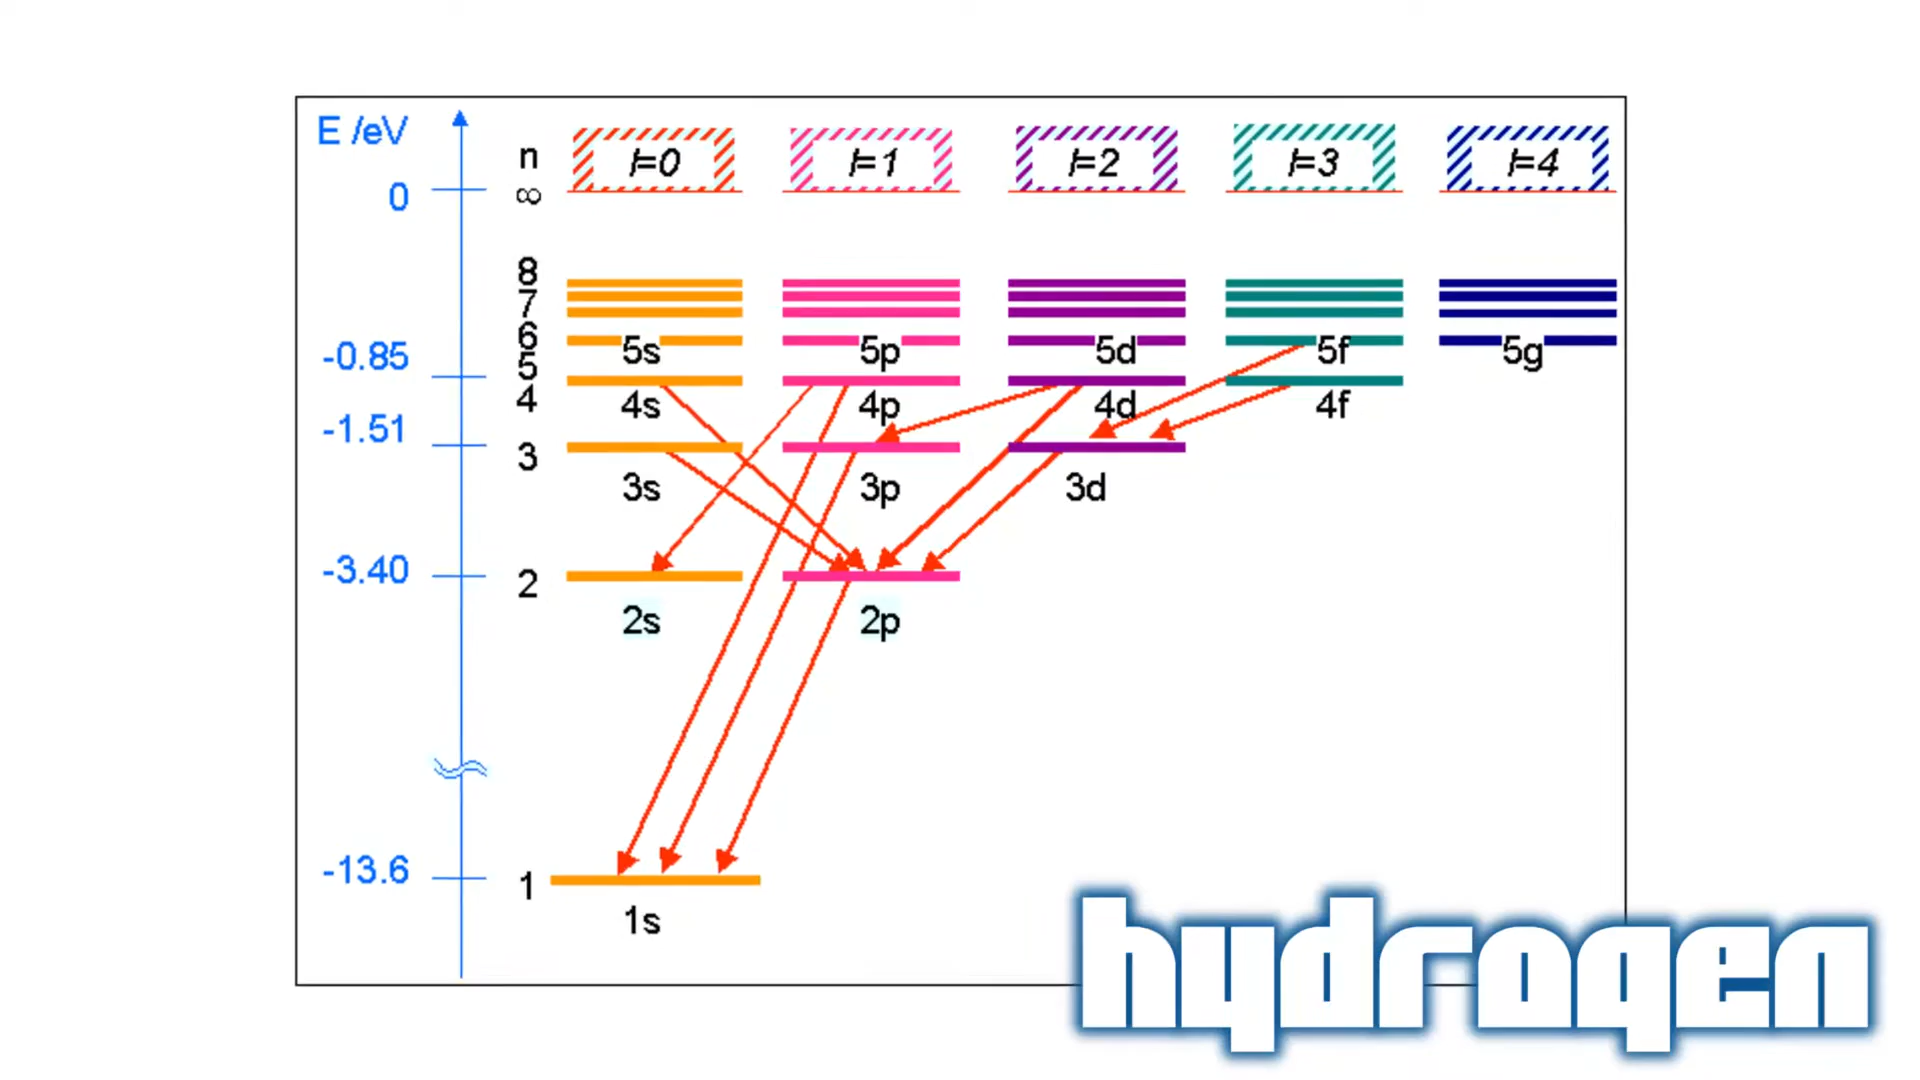 E /eV
n
l=0
l=1
l=2
l=3
l=4
0
∞
8
7
6
5
4
3
2
1
-0.85
-1.51
-3.40
-13.6
5s
5p
5d
5f
5g
4s
4p
4d
4f
3s
3p
3d
2s
2p
1s
hydrogen